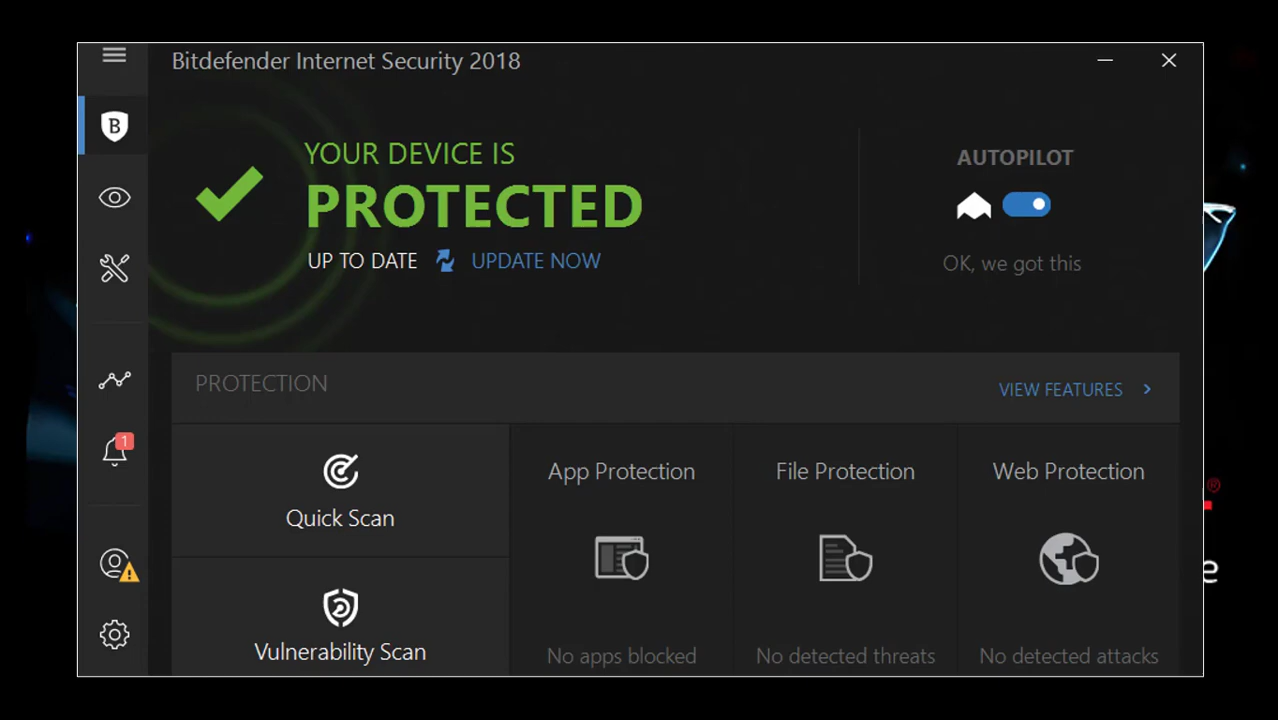 Bitdefender Internet Security 2018
B
YOUR DEVICE IS
PROTECTED
UP TO DATE UPDATE NOW
AUTOPILOT
OK, we got this
PROTECTION
VIEW FEATURES
1
Quick Scan
Vulnerability Scan
App Protection
No apps blocked
File Protection
No detected threats
Web Protection
No detected attacks
®
e